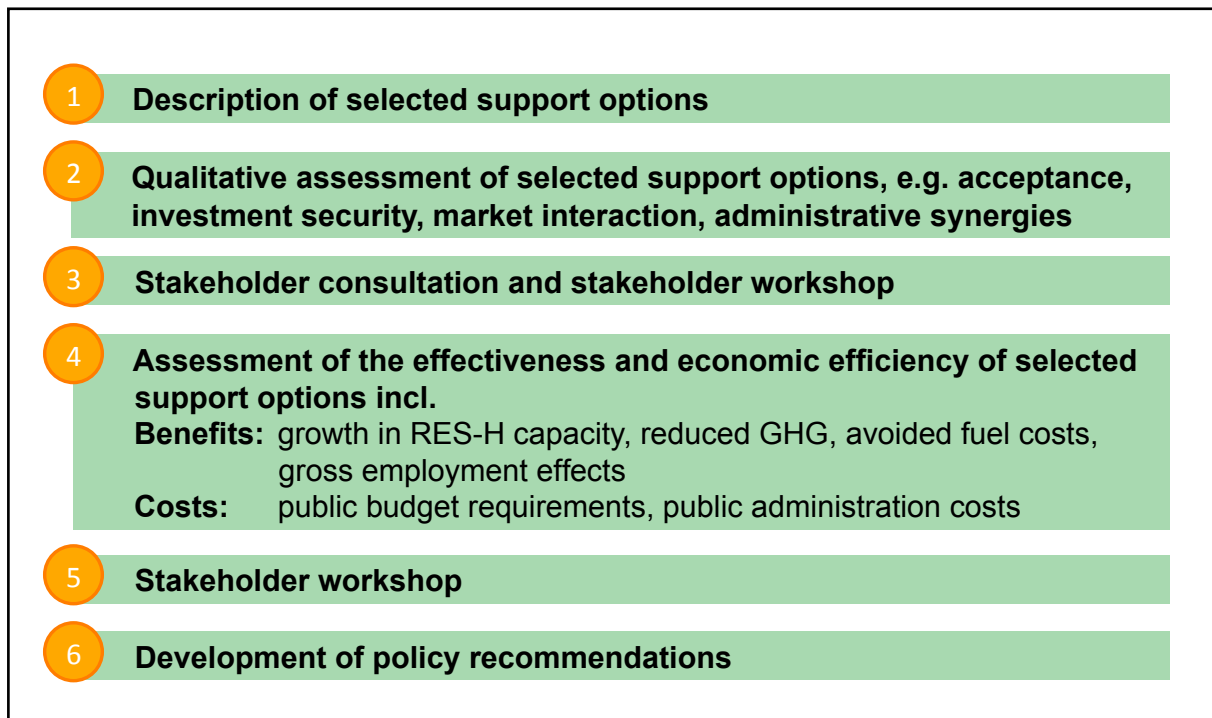 1 Description of selected support options
2 Qualitative assessment of selected support options, e.g. acceptance,
investment security, market interaction, administrative synergies
3 Stakeholder consultation and stakeholder workshop
4 Assessment of the effectiveness and economic efficiency of selected
support options incl.
Benefits: growth in RES-H capacity, reduced GHG, avoided fuel costs,
gross employment effects
Costs: public budget requirements, public administration costs
5 Stakeholder workshop
6 Development of policy recommendations